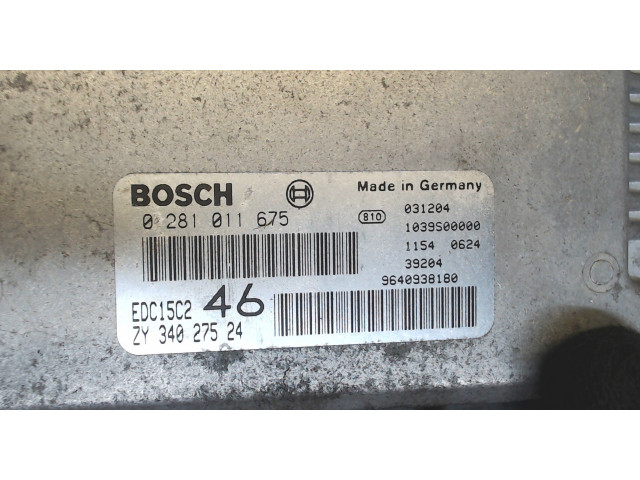 BOSCH
Made in Germany
0 281 011 675
810
031204
1039S00000
1154 0624
39204
9640938180
EDC15C2 46
ZY 340 275 24